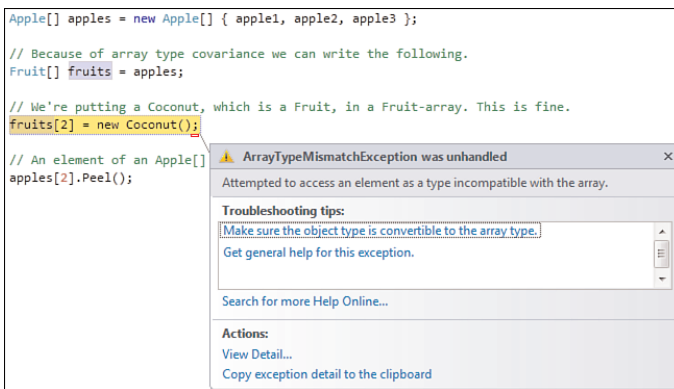 Apple[] apples = new Apple[] { apple1, apple2, apple3 };
// Because of array type covariance we can write the following.
Fruit[] fruits = apples;
// We're putting a Coconut, which is a Fruit, in a Fruit-array. This is fine.
fruits[2] = new Coconut();
// An element of an Apple[]
apples[2].Peel();
ArrayTypeMismatchException was unhandled
Attempted to access an element as a type incompatible with the array.
Troubleshooting tips:
Make sure the object type is convertible to the array type.
Get general help for this exception.
Search for more Help Online...
Actions:
View Detail...
Copy exception detail to the clipboard